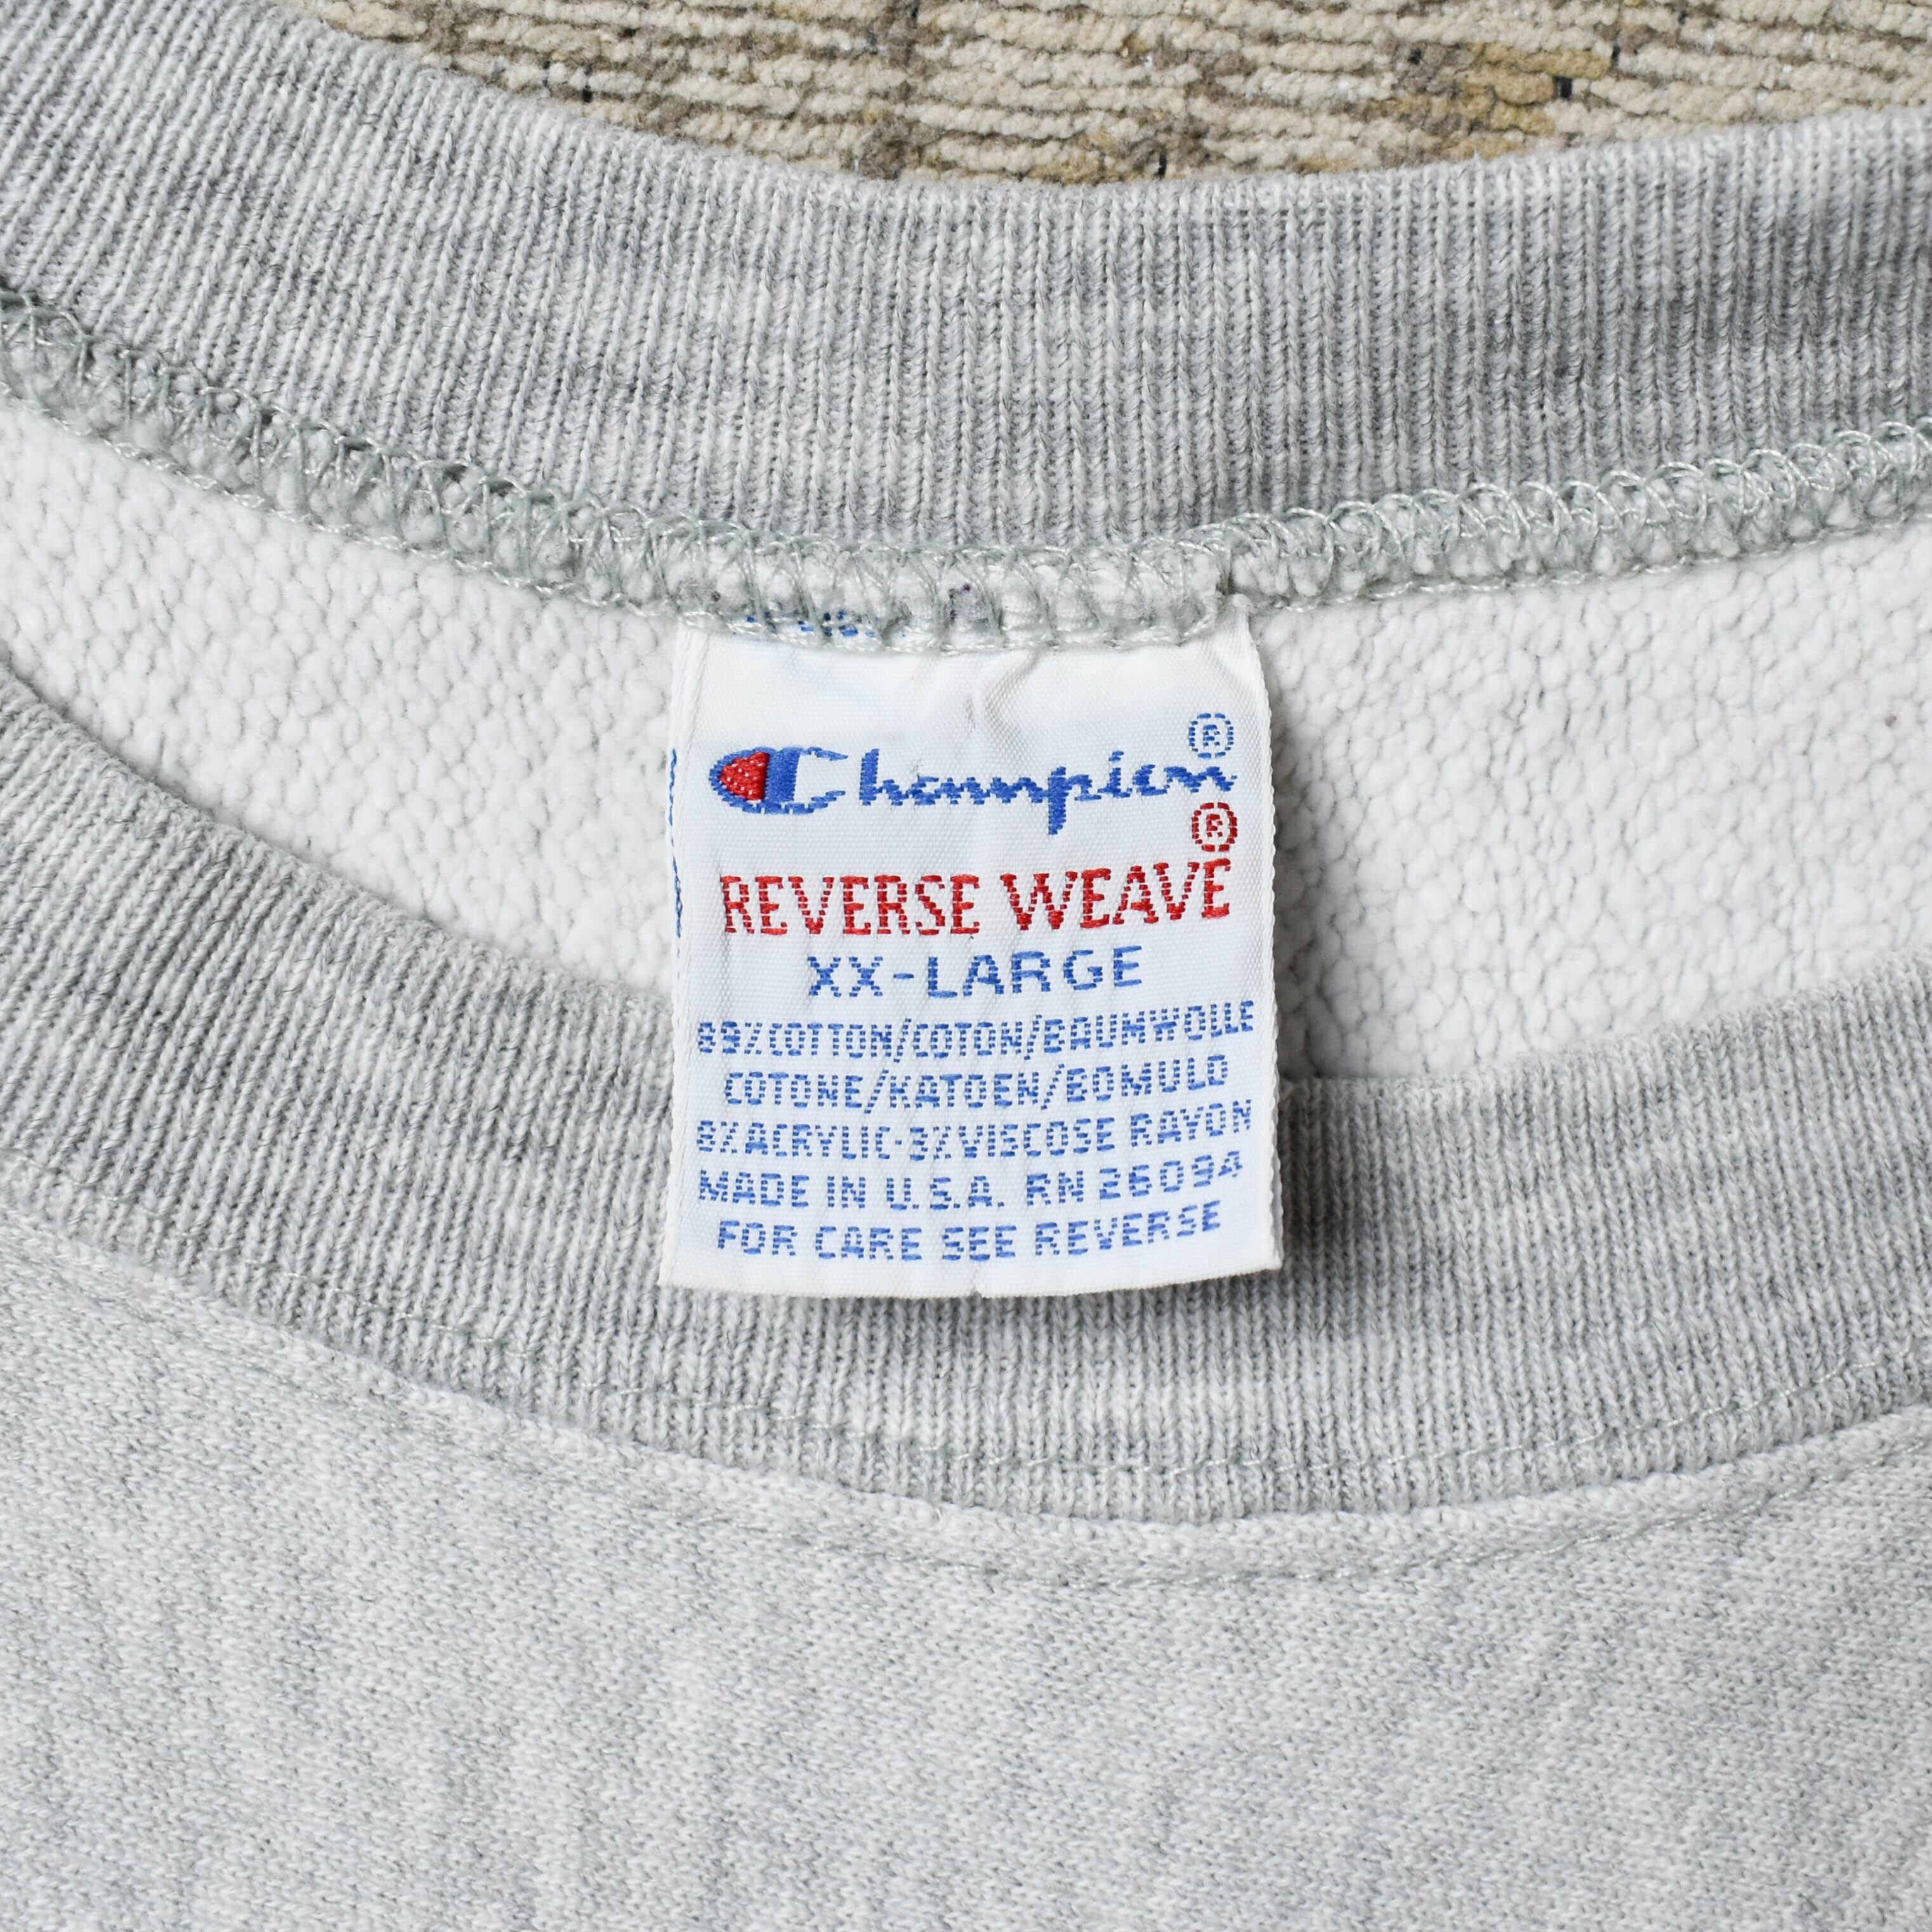 Champion®
REVERSE WEAVE®
XX-LARGE
89%COTTON/COTON/BAUMWOLLE
COTONE/KATOEN/BOMULD
8%ACRYLIC·3%VISCOSE RAYON
MADE IN U.S.A. RN 26094
FOR CARE SEE REVERSE